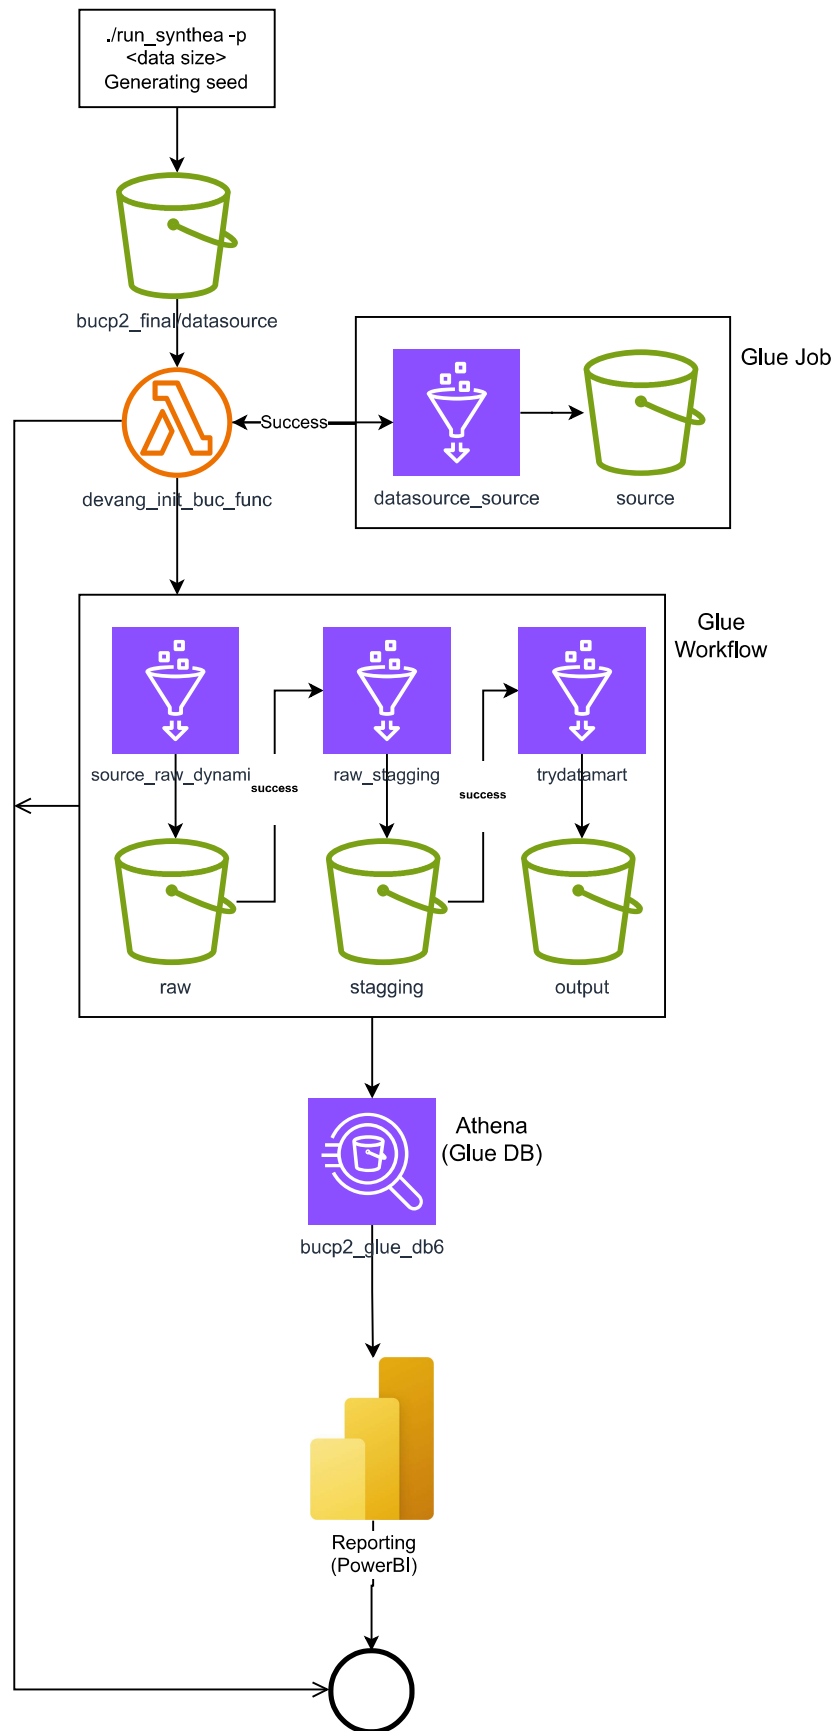 ./run_synthea -p
<data size>
Generating seed
bucp2_final/datasource
Glue Job
Success
datasource_source
source
devang_init_buc_func
Glue
Workflow
source_raw_dynami
raw_stagging
trydatamart
success
success
raw
stagging
output
Athena
(Glue DB)
bucp2_glue_db6
Reporting
(PowerBI)